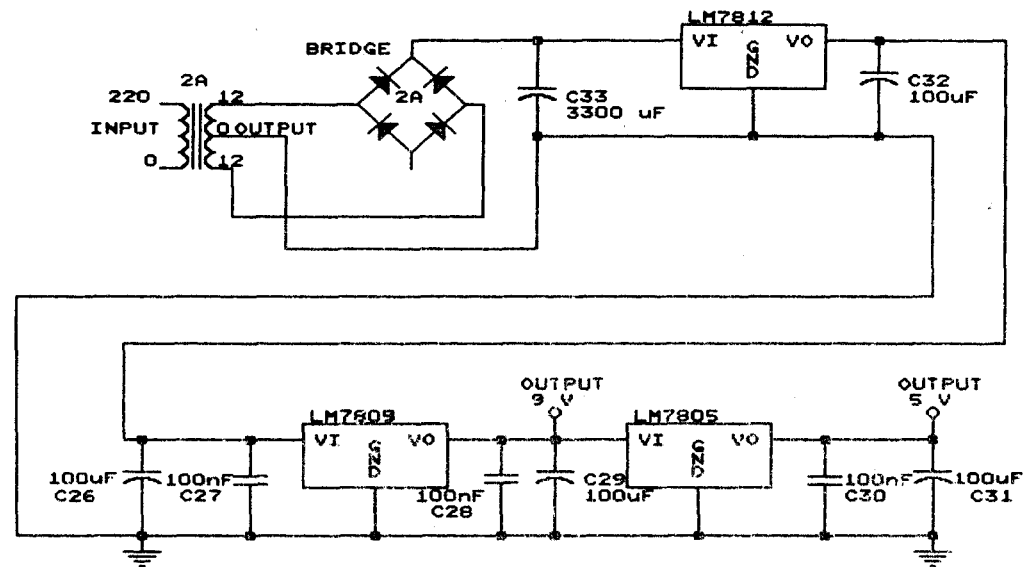 LM7812
VI VO
GND
BRIDGE
2A
2A
220 12
INPUT 0 OUTPUT
0 12
C33
3300 uF
C32
100uF
OUTPUT
9 V
OUTPUT
5 V
LM7809
VI VO
GND
LM7805
VI VO
GND
100uF
C26
100nF
C27
100nF
C28
C29
100uF
100nF
C30
100uF
C31